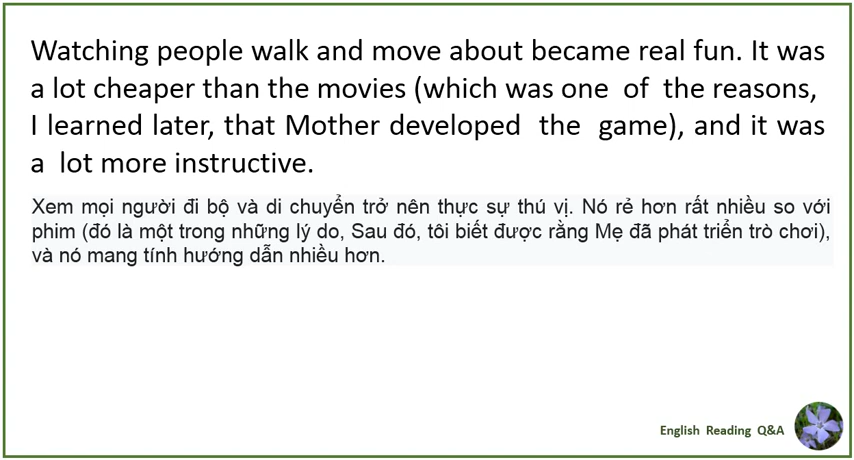 Watching people walk and move about became real fun. It was
a lot cheaper than the movies (which was one of the reasons,
I learned later, that Mother developed the game), and it was
a lot more instructive.
Xem mọi người đi bộ và di chuyển trở nên thực sự thú vị. Nó rẻ hơn rất nhiều so với
phim (đó là một trong những lý do, Sau đó, tôi biết được rằng Mẹ đã phát triển trò chơi),
và nó mang tính hướng dẫn nhiều hơn.
English Reading Q&A